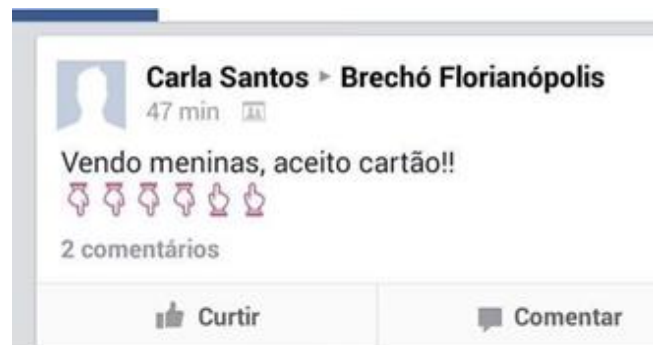 Carla Santos ▸ Brechó Florianópolis
47 min
Vendo meninas, aceito cartão!!
👇👇👇👇👆👆
2 comentários
Curtir Comentar